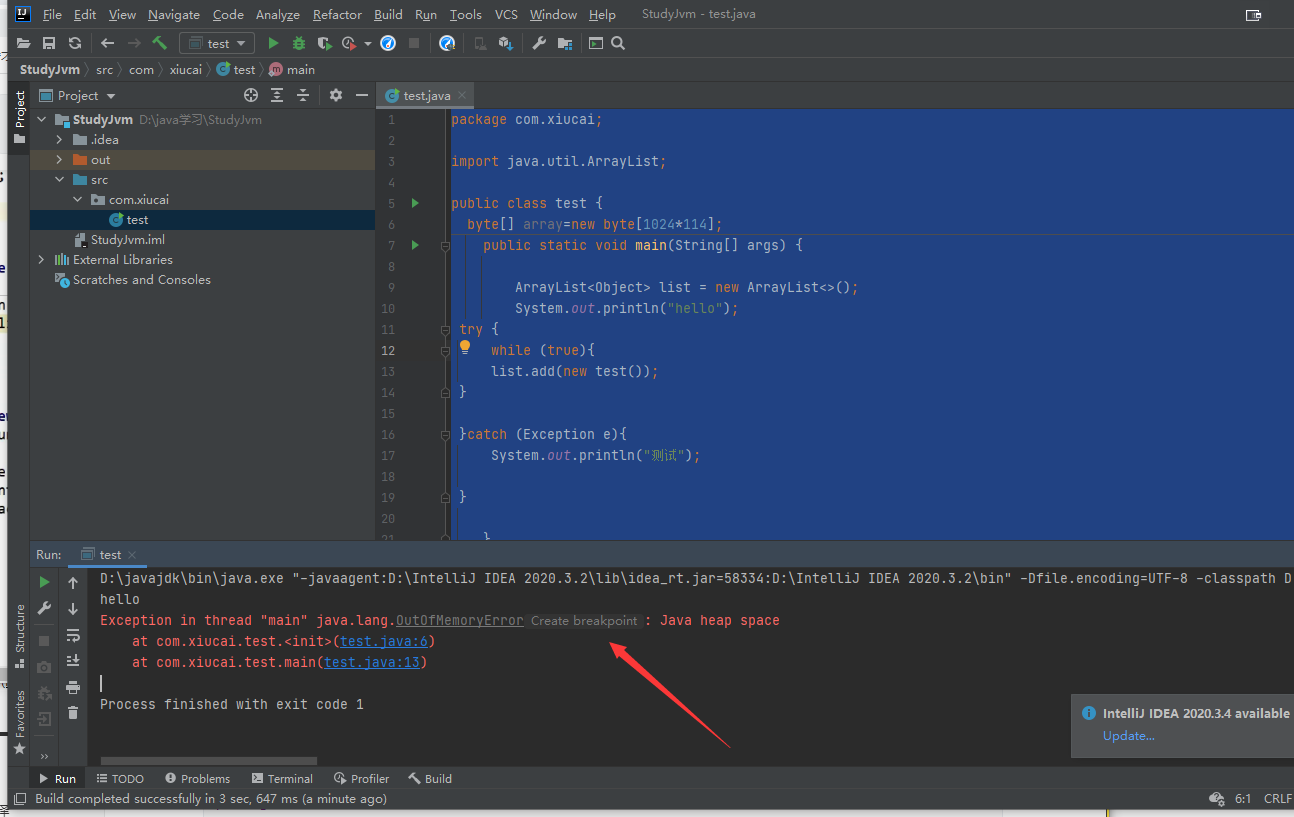 File Edit View Navigate Code Analyze Refactor Build Run Tools VCS Window Help StudyJvm - test.java
test
StudyJvm src com xiucai test main
Project
test.java
Project
StudyJvm D:\java学习\StudyJvm
.idea
out
src
com.xiucai
test
StudyJvm.iml
External Libraries
Scratches and Consoles
1 package com.xiucai;
2
3 import java.util.ArrayList;
4
5 public class test {
6 byte[] array=new byte[1024*114];
7 public static void main(String[] args) {
8
9 ArrayList<Object> list = new ArrayList<>();
10 System.out.println("hello");
11 try {
12 while (true){
13 list.add(new test());
14 }
15
16 }catch (Exception e){
17 System.out.println("测试");
18
19 }
20
21 }
Run: test
D:\javajdk\bin\java.exe "-javaagent:D:\IntelliJ IDEA 2020.3.2\lib\idea_rt.jar=58334:D:\IntelliJ IDEA 2020.3.2\bin" -Dfile.encoding=UTF-8 -classpath D
hello
Exception in thread "main" java.lang.OutOfMemoryError Create breakpoint : Java heap space
at com.xiucai.test.<init>(test.java:6)
at com.xiucai.test.main(test.java:13)
Process finished with exit code 1
Structure
Favorites
IntelliJ IDEA 2020.3.4 available
Update...
Run TODO Problems Terminal Profiler Build
Build completed successfully in 3 sec, 647 ms (a minute ago) 6:1 CRLF